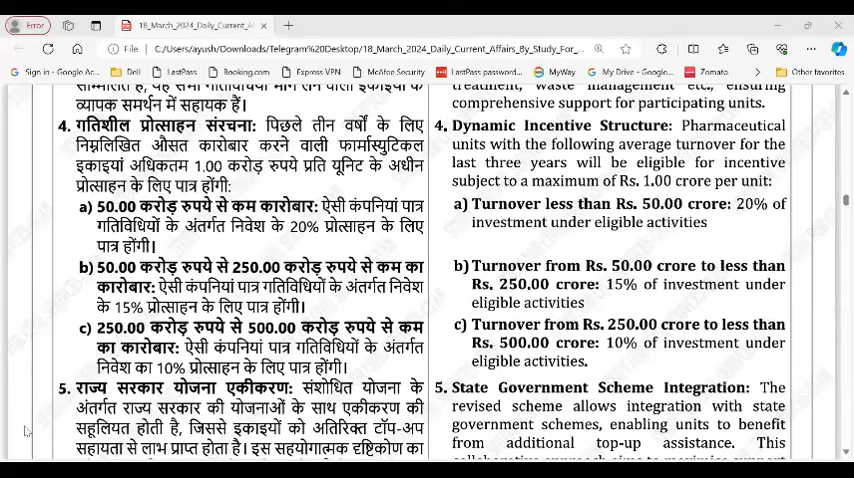 Error
18_March_2024_Daily_Current_A
File
C:/Users/ayush/Downloads/Telegram%20Desktop/18_March_2024_Daily_Current_Affairs_By_Study_For_...
Sign in - Google Ac...
Dell
LastPass
Booking.com
Express VPN
McAfee Security
LastPass password...
MyWay
My Drive - Google...
Zomato
Other favorites
व्यापक समर्थन में सहायक हैं।
4. गतिशील प्रोत्साहन संरचना: पिछले तीन वर्षों के लिए
निम्नलिखित औसत कारोबार करने वाली फार्मास्युटिकल
इकाइयां अधिकतम 1.00 करोड़ रुपये प्रति यूनिट के अधीन
प्रोत्साहन के लिए पात्र होंगी:
a) 50.00 करोड़ रुपये से कम कारोबार: ऐसी कंपनियां पात्र
गतिविधियों के अंतर्गत निवेश के 20% प्रोत्साहन के लिए
पात्र होंगी।
b) 50.00 करोड़ रुपये से 250.00 करोड़ रुपये से कम का
कारोबार: ऐसी कंपनियां पात्र गतिविधियों के अंतर्गत निवेश
के 15% प्रोत्साहन के लिए पात्र होंगी।
c) 250.00 करोड़ रुपये से 500.00 करोड़ रुपये से कम
का कारोबार: ऐसी कंपनियां पात्र गतिविधियों के अंतर्गत
निवेश का 10% प्रोत्साहन के लिए पात्र होंगी।
5. राज्य सरकार योजना एकीकरण: संशोधित योजना के
अंतर्गत राज्य सरकार की योजनाओं के साथ एकीकरण की
सहूलियत होती है, जिससे इकाइयों को अतिरिक्त टॉप-अप
सहायता से लाभ प्राप्त होता है। इस सहयोगात्मक दृष्टिकोण का
treatment, waste management etc, ensuring
comprehensive support for participating units.
4. Dynamic Incentive Structure: Pharmaceutical
units with the following average turnover for the
last three years will be eligible for incentive
subject to a maximum of Rs. 1.00 crore per unit:
a) Turnover less than Rs. 50.00 crore: 20% of
investment under eligible activities
b) Turnover from Rs. 50.00 crore to less than
Rs. 250.00 crore: 15% of investment under
eligible activities
c) Turnover from Rs. 250.00 crore to less than
Rs. 500.00 crore: 10% of investment under
eligible activities.
5. State Government Scheme Integration: The
revised scheme allows integration with state
government schemes, enabling units to benefit
from additional top-up assistance. This